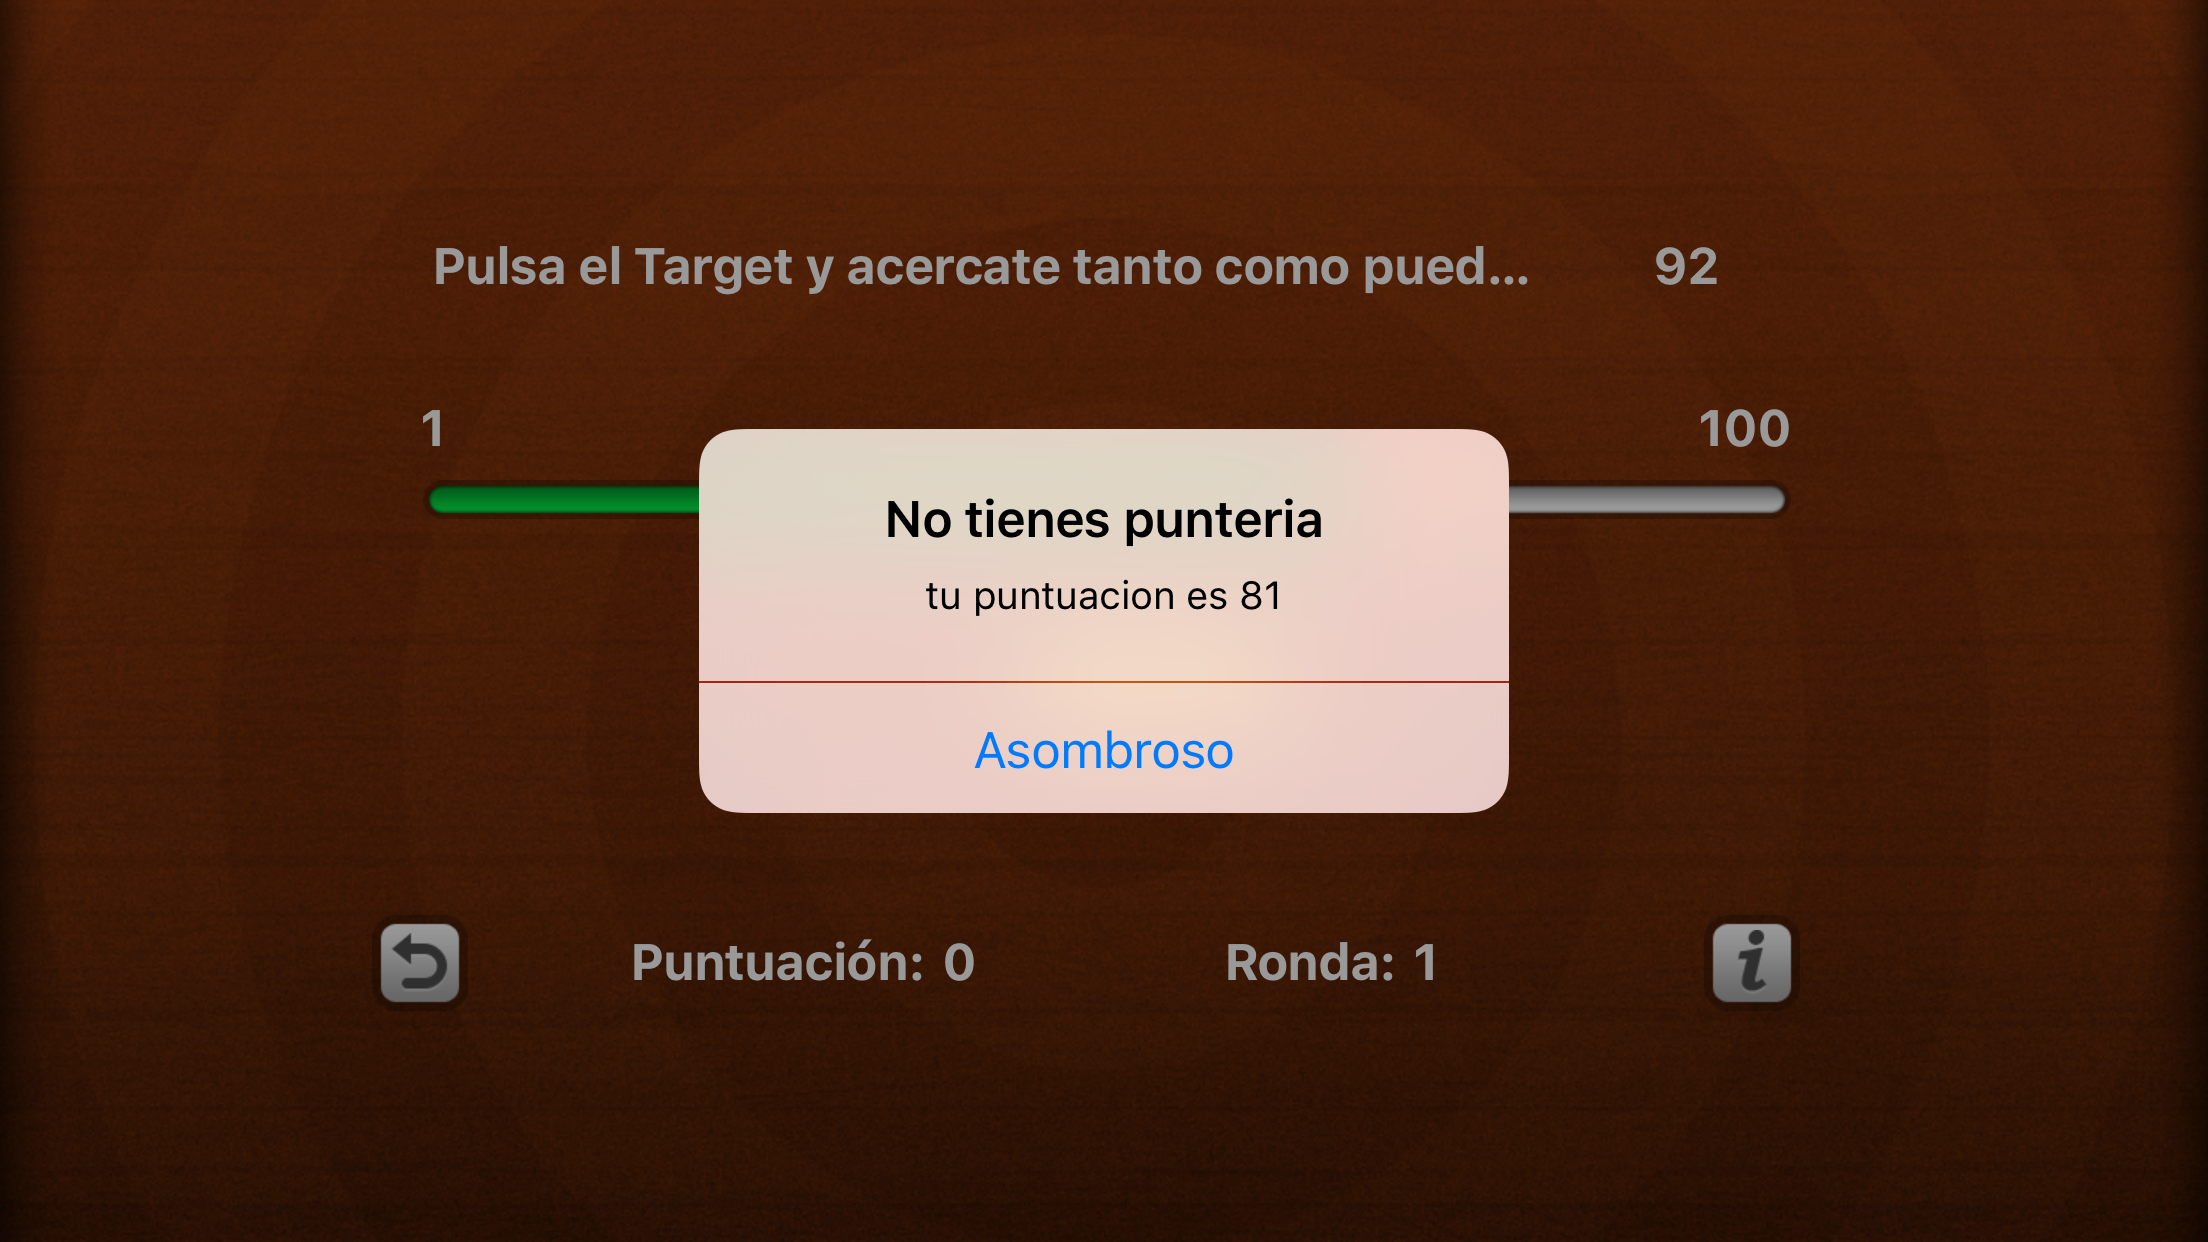 Pulsa el Target y acercate tanto como pued... 92
1 100
No tienes punteria
tu puntuacion es 81
Asombroso
Puntuación: 0 Ronda: 1